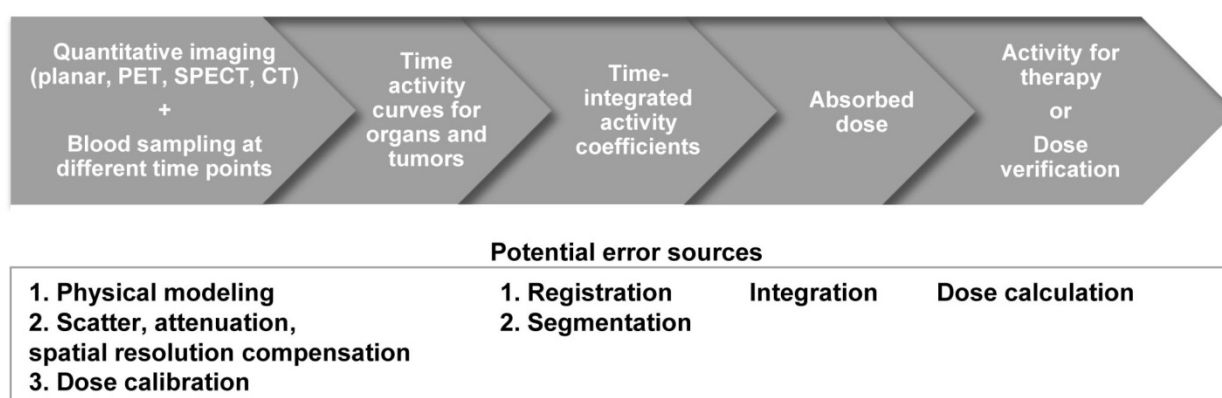 Quantitative imaging
(planar, PET, SPECT, CT)
+
Blood sampling at
different time points
Time
activity
curves for
organs and
tumors
Time-
integrated
activity
coefficients
Absorbed
dose
Activity for
therapy
or
Dose
verification
Potential error sources
1. Physical modeling
2. Scatter, attenuation,
spatial resolution compensation
3. Dose calibration
1. Registration
2. Segmentation
Integration
Dose calculation